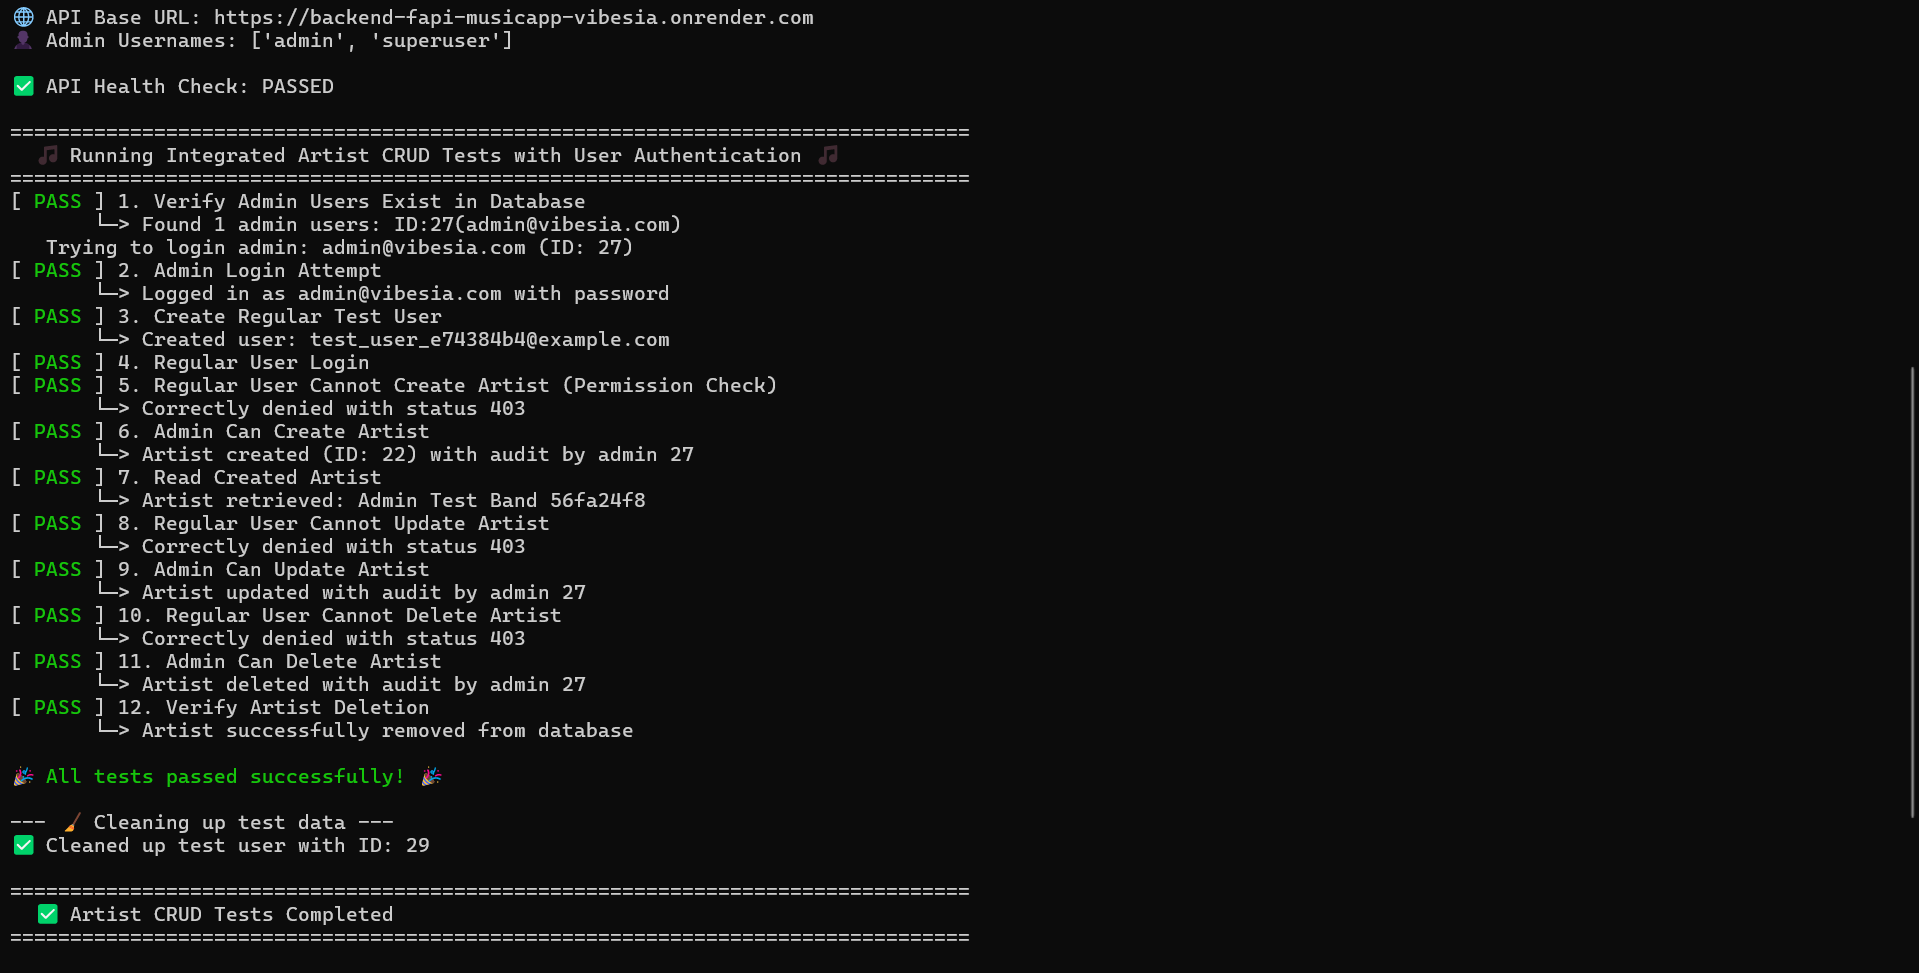 🌐 API Base URL: https://backend-fapi-musicapp-vibesia.onrender.com
👤 Admin Usernames: ['admin', 'superuser']
✅ API Health Check: PASSED
================================================================================
🎵 Running Integrated Artist CRUD Tests with User Authentication 🎵
================================================================================
[ PASS ] 1. Verify Admin Users Exist in Database
└─> Found 1 admin users: ID:27(admin@vibesia.com)
Trying to login admin: admin@vibesia.com (ID: 27)
[ PASS ] 2. Admin Login Attempt
└─> Logged in as admin@vibesia.com with password
[ PASS ] 3. Create Regular Test User
└─> Created user: test_user_e74384b4@example.com
[ PASS ] 4. Regular User Login
[ PASS ] 5. Regular User Cannot Create Artist (Permission Check)
└─> Correctly denied with status 403
[ PASS ] 6. Admin Can Create Artist
└─> Artist created (ID: 22) with audit by admin 27
[ PASS ] 7. Read Created Artist
└─> Artist retrieved: Admin Test Band 56fa24f8
[ PASS ] 8. Regular User Cannot Update Artist
└─> Correctly denied with status 403
[ PASS ] 9. Admin Can Update Artist
└─> Artist updated with audit by admin 27
[ PASS ] 10. Regular User Cannot Delete Artist
└─> Correctly denied with status 403
[ PASS ] 11. Admin Can Delete Artist
└─> Artist deleted with audit by admin 27
[ PASS ] 12. Verify Artist Deletion
└─> Artist successfully removed from database
🎉 All tests passed successfully! 🎉
--- 🧹 Cleaning up test data ---
✅ Cleaned up test user with ID: 29
================================================================================
✅ Artist CRUD Tests Completed
================================================================================